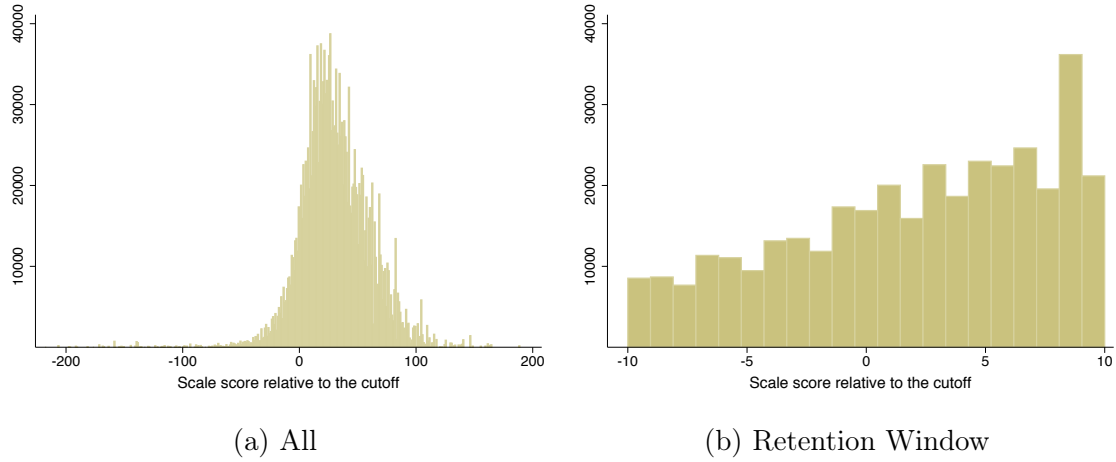 40000
30000
20000
10000
-200 -100 0 100 200
Scale score relative to the cutoff
(a) All
40000
30000
20000
10000
-10 -5 0 5 10
Scale score relative to the cutoff
(b) Retention Window